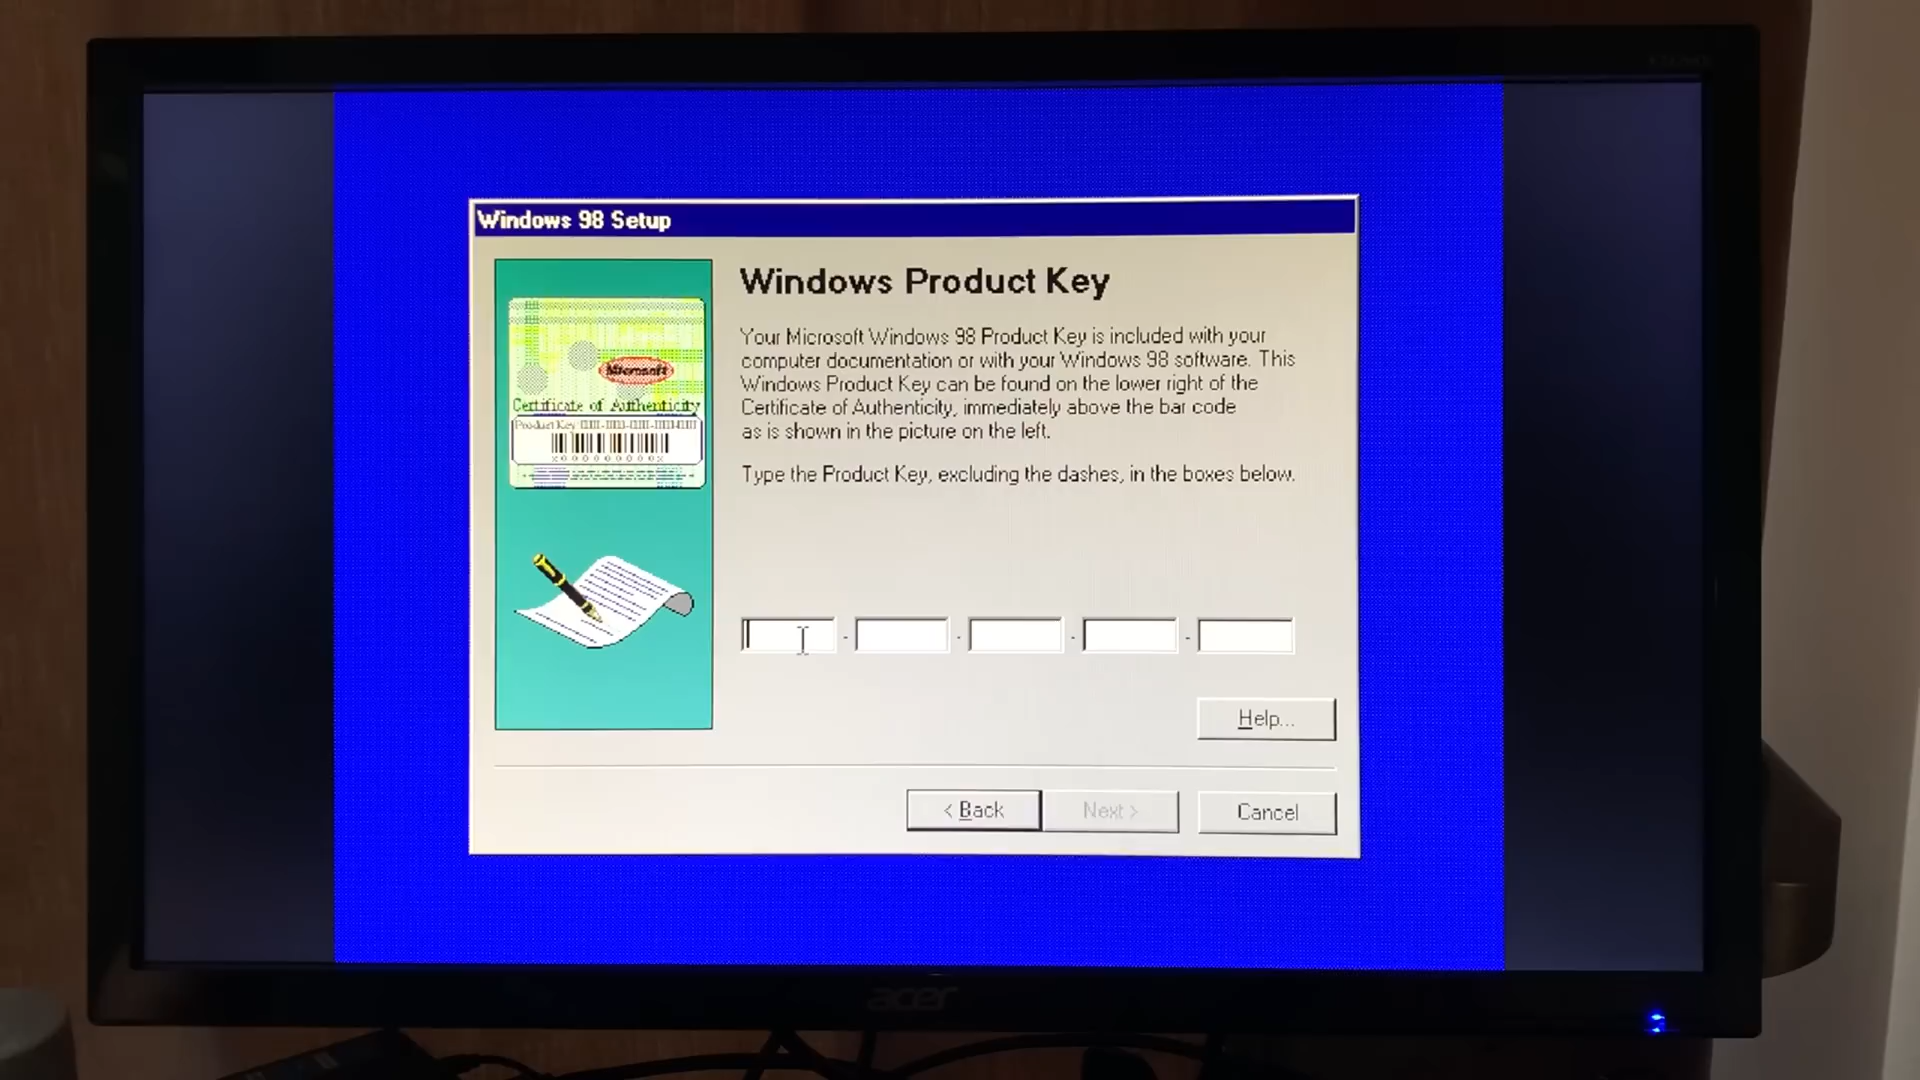 Windows 98 Setup
Windows Product Key
Your Microsoft Windows 98 Product Key is included with your
computer documentation or with your Windows 98 software. This
Windows Product Key can be found on the lower right of the
Certificate of Authenticity, immediately above the bar code
as is shown in the picture on the left.
Type the Product Key, excluding the dashes, in the boxes below.
Microsoft
Certificate of Authenticity
Product Key:
- - - -
Help...
< Back
Next >
Cancel
acer